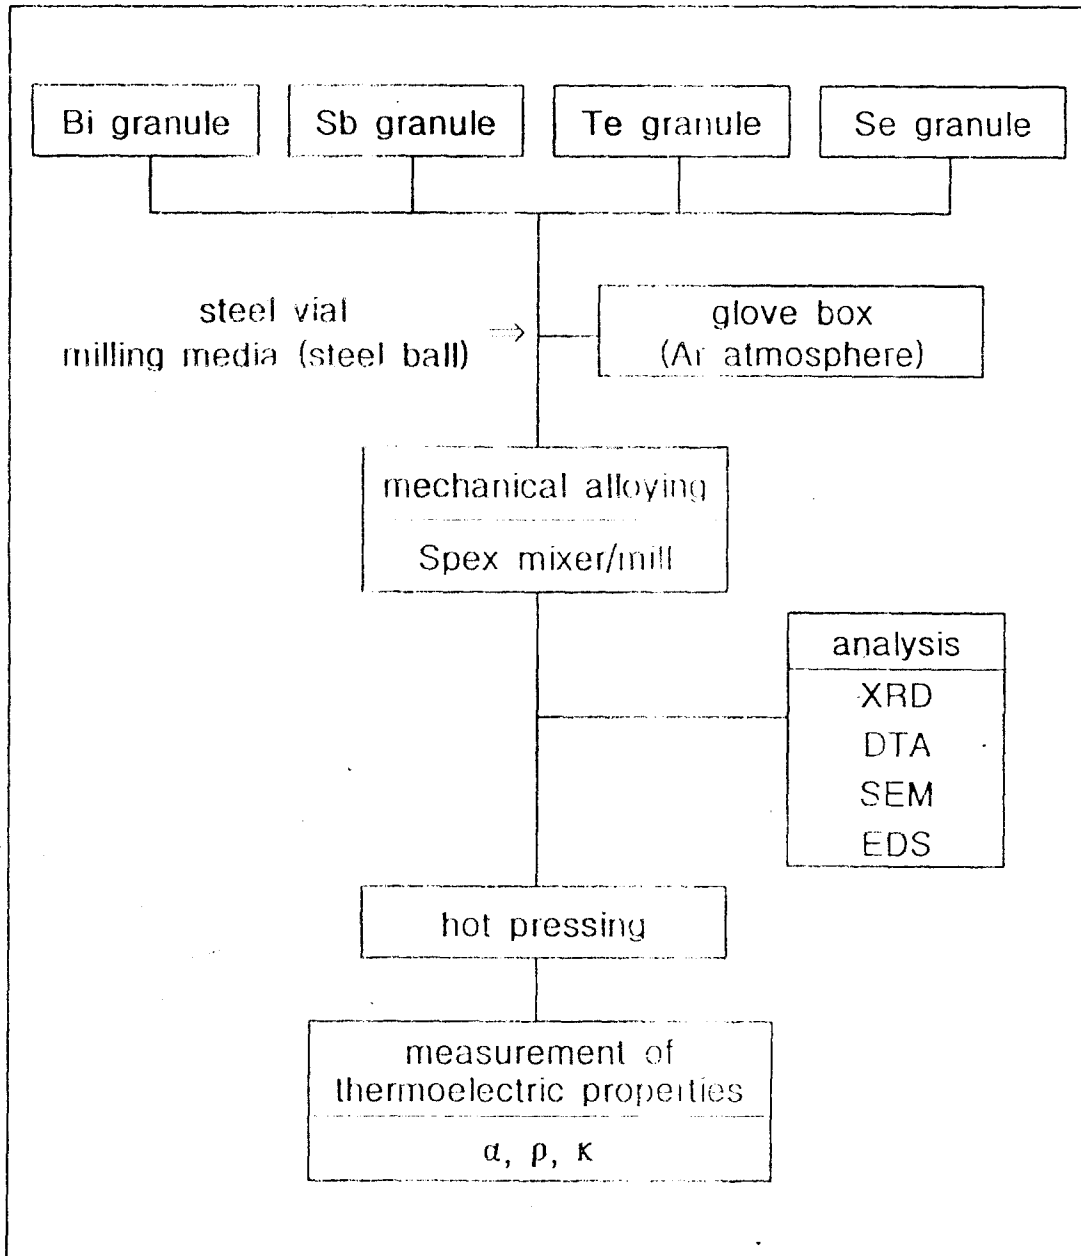 Bi granule
Sb granule
Te granule
Se granule
steel vial
milling media (steel ball)
⇒
glove box
(Ar atmosphere)
mechanical alloying
Spex mixer/mill
analysis
XRD
DTA
SEM
EDS
hot pressing
measurement of
thermoelectric properties
α, ρ, κ